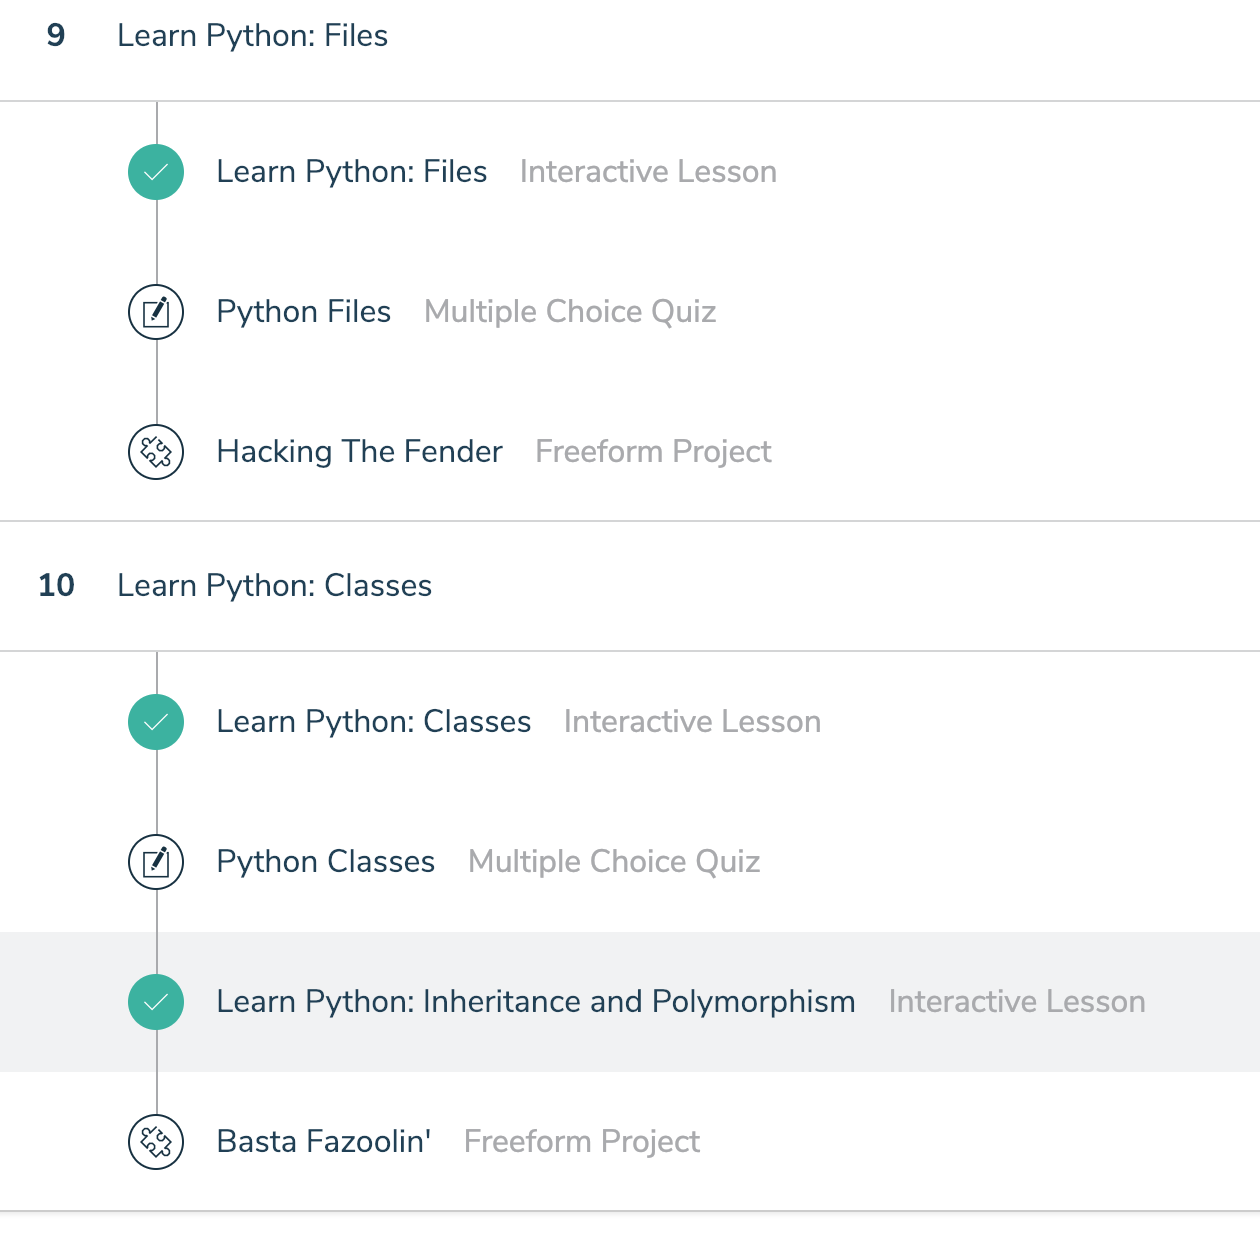 9 Learn Python: Files
Learn Python: Files Interactive Lesson
Python Files Multiple Choice Quiz
Hacking The Fender Freeform Project
10 Learn Python: Classes
Learn Python: Classes Interactive Lesson
Python Classes Multiple Choice Quiz
Learn Python: Inheritance and Polymorphism Interactive Lesson
Basta Fazoolin' Freeform Project